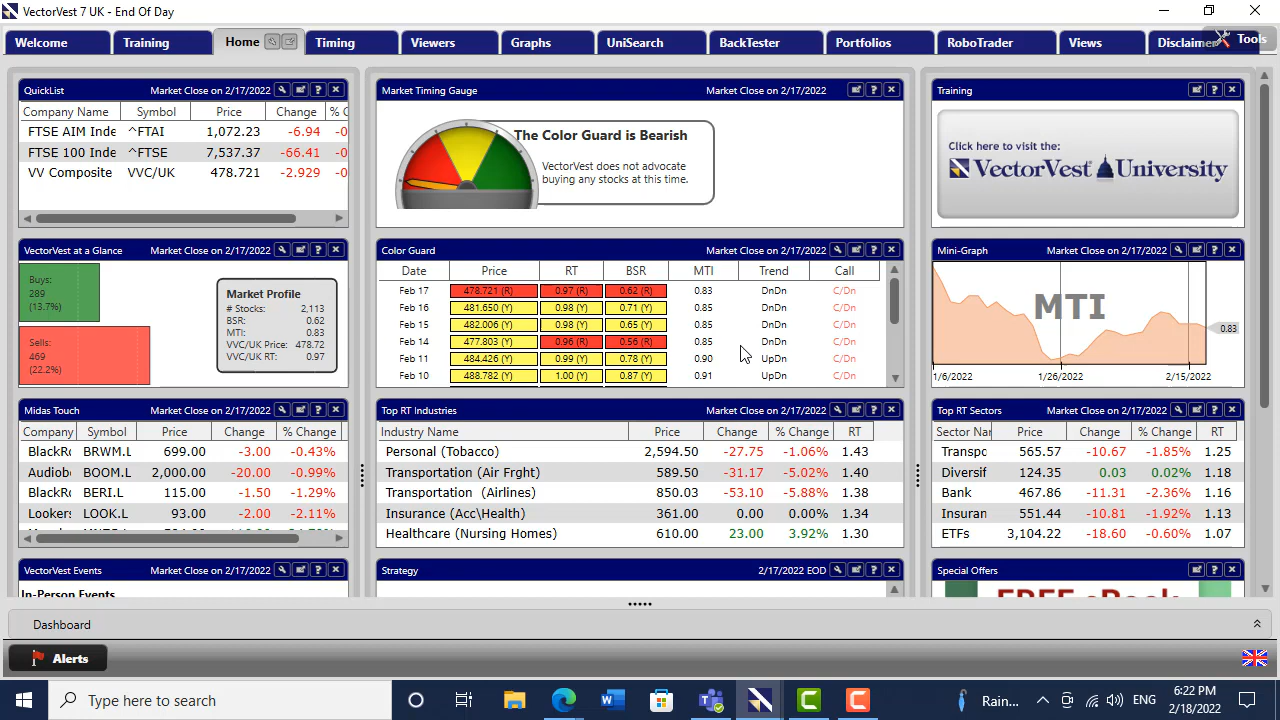 VectorVest 7 UK - End Of Day
Welcome Training Home Timing Viewers Graphs UniSearch BackTester Portfolios RoboTrader Views Disclaimer Tools
QuickList Market Close on 2/17/2022
Company Name Symbol Price Change % C
FTSE AIM Inde ^FTAI 1,072.23 -6.94 -0
FTSE 100 Inde ^FTSE 7,537.37 -66.41 -0
VV Composite VVC/UK 478.721 -2.929 -0
Market Timing Gauge Market Close on 2/17/2022
The Color Guard is Bearish
VectorVest does not advocate
buying any stocks at this time.
Training
Click here to visit the:
VectorVest University
VectorVest at a Glance Market Close on 2/17/2022
Buys:
289
(13.7%)
Sells:
469
(22.2%)
Market Profile
# Stocks: 2,113
BSR: 0.62
MTI: 0.83
VVC/UK Price: 478.72
VVC/UK RT: 0.97
Color Guard Market Close on 2/17/2022
Date Price RT BSR MTI Trend Call
Feb 17 478.721 (R) 0.97 (R) 0.62 (R) 0.83 DnDn C/Dn
Feb 16 481.650 (Y) 0.98 (Y) 0.71 (Y) 0.85 DnDn C/Dn
Feb 15 482.006 (Y) 0.98 (Y) 0.65 (Y) 0.85 DnDn C/Dn
Feb 14 477.803 (Y) 0.96 (R) 0.56 (R) 0.85 DnDn C/Dn
Feb 11 484.426 (Y) 0.99 (Y) 0.78 (Y) 0.90 UpDn C/Dn
Feb 10 488.782 (Y) 1.00 (Y) 0.87 (Y) 0.91 UpDn C/Dn
Mini-Graph Market Close on 2/17/2022
MTI
0.83
1/6/2022 1/26/2022 2/15/2022
Midas Touch Market Close on 2/17/2022
Company Symbol Price Change % Change
BlackRo BRWM.L 699.00 -3.00 -0.43%
Audiobo BOOM.L 2,000.00 -20.00 -0.99%
BlackRo BERI.L 115.00 -1.50 -1.29%
Lookers LOOK.L 93.00 -2.00 -2.11%
Top RT Industries Market Close on 2/17/2022
Industry Name Price Change % Change RT
Personal (Tobacco) 2,594.50 -27.75 -1.06% 1.43
Transportation (Air Frght) 589.50 -31.17 -5.02% 1.40
Transportation (Airlines) 850.03 -53.10 -5.88% 1.38
Insurance (Acc\Health) 361.00 0.00 0.00% 1.34
Healthcare (Nursing Homes) 610.00 23.00 3.92% 1.30
Top RT Sectors Market Close on 2/17/2022
Sector Nar Price Change % Change RT
Transpo 565.57 -10.67 -1.85% 1.25
Diversif 124.35 0.03 0.02% 1.18
Bank 467.86 -11.31 -2.36% 1.16
Insuran 551.44 -10.81 -1.92% 1.13
ETFs 3,104.22 -18.60 -0.60% 1.07
VectorVest Events Market Close on 2/17/2022
In-Person Events
Strategy 2/17/2022 EOD
Special Offers
FREE eBook
Dashboard
Alerts
Type here to search
Rain...
ENG
6:22 PM
2/18/2022